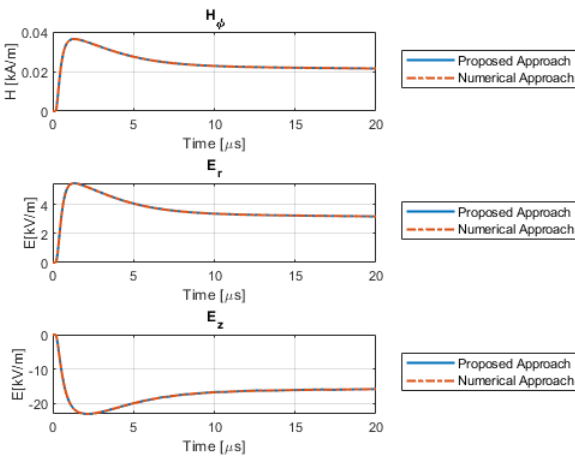 H_ψ
0.04
0.02
0
H [kA/m]
0 5 10 15 20
Time [μs]
Proposed Approach
Numerical Approach
E_r
4
2
0
E[kV/m]
0 5 10 15 20
Time [μs]
Proposed Approach
Numerical Approach
E_z
0
-10
-20
E[kV/m]
0 5 10 15 20
Time [μs]
Proposed Approach
Numerical Approach